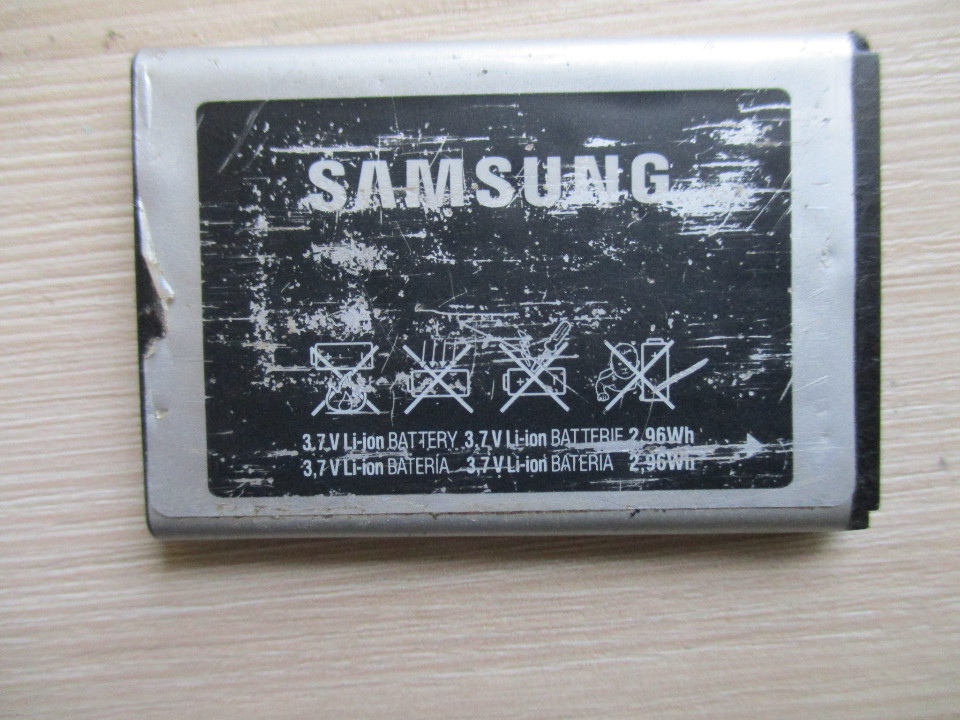 SAMSUNG
3,7 V Li-ion BATTERY 3,7 V Li-ion BATTERIE 2,96Wh
3,7 V Li-ion BATERÍA 3,7 V Li-ion BATERIA 2,96Wh